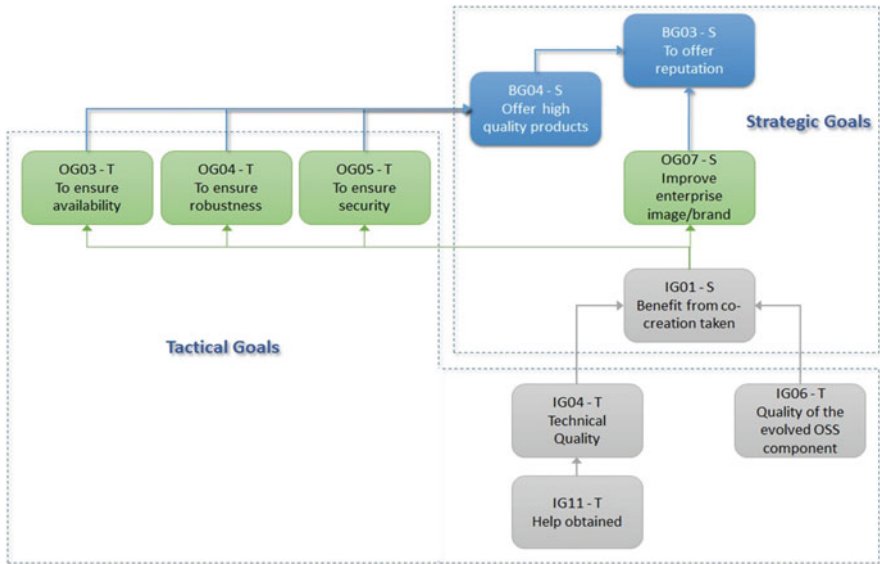 BG03 - S
To offer
reputation
BG04 - S
Offer high
quality products
Strategic Goals
OG03 - T
To ensure
availability
OG04 - T
To ensure
robustness
OG05 - T
To ensure
security
OG07 - S
Improve
enterprise
image/brand
IG01 - S
Benefit from co-
creation taken
Tactical Goals
IG04 - T
Technical
Quality
IG06 - T
Quality of the
evolved OSS
component
IG11 - T
Help obtained